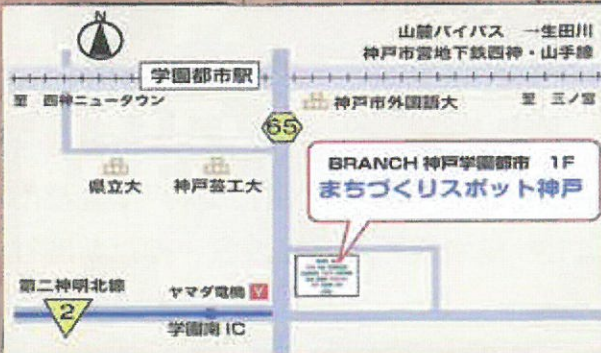 N
山麓バイパス →生田川
神戸市営地下鉄西神・山手線
学園都市駅
至 西神ニュータウン
神戸市外国語大
至 三ノ宮
65
県立大
神戸芸工大
BRANCH 神戸学園都市 1F
まちづくりスポット神戸
第二神明北線
2
ヤマダ電機 Y
学園南 IC